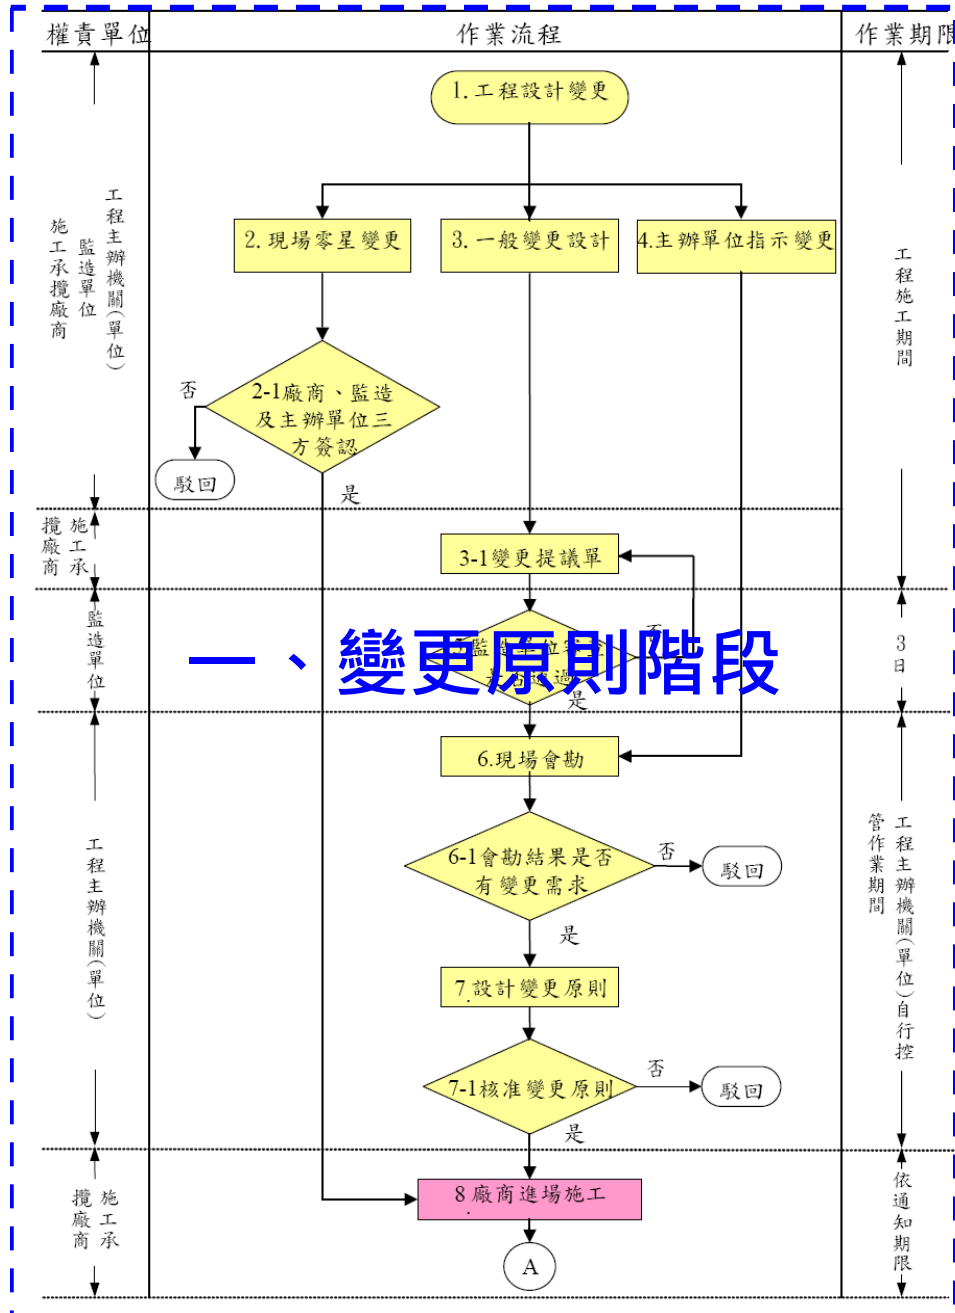 權責單位
作業流程
作業期限
1.工程設計變更
2.現場零星變更
3.一般變更設計
4.主辦單位指示變更
工程主辦機關(單位)
監造單位
施工承攬廠商
工程施工期間
2-1廠商、監造
及主辦單位三
方簽認
否
駁回
是
施工承
攬廠商
3-1變更提議單
監造單位
監造單位審查
是否通過
否
是
一、變更原則階段
3日
6.現場會勘
6-1會勘結果是否
有變更需求
否
駁回
是
工程主辦機關(單位)
工程主辦機關(單位)自行控
管作業期間
7.設計變更原則
7-1核准變更原則
否
駁回
是
施工承
攬廠商
8.廠商進場施工
依通知期限
A